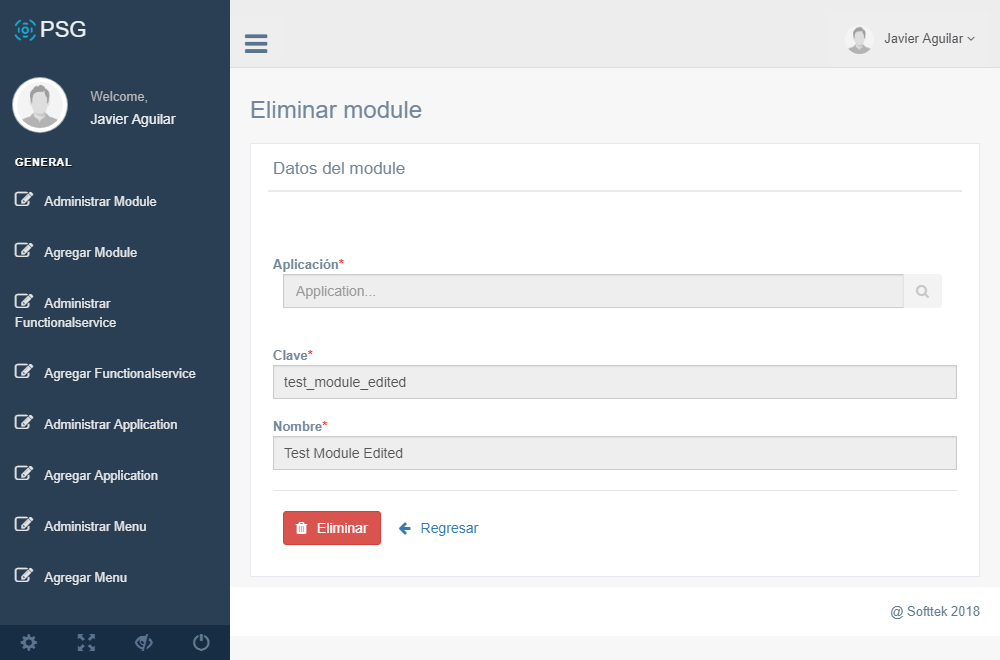 PSG
Welcome,
Javier Aguilar
GENERAL
Administrar Module
Agregar Module
Administrar
Functionalservice
Agregar Functionalservice
Administrar Application
Agregar Application
Administrar Menu
Agregar Menu
Javier Aguilar
Eliminar module
Datos del module
Aplicación*
Application...
Clave*
test_module_edited
Nombre*
Test Module Edited
Eliminar
Regresar
@ Softtek 2018